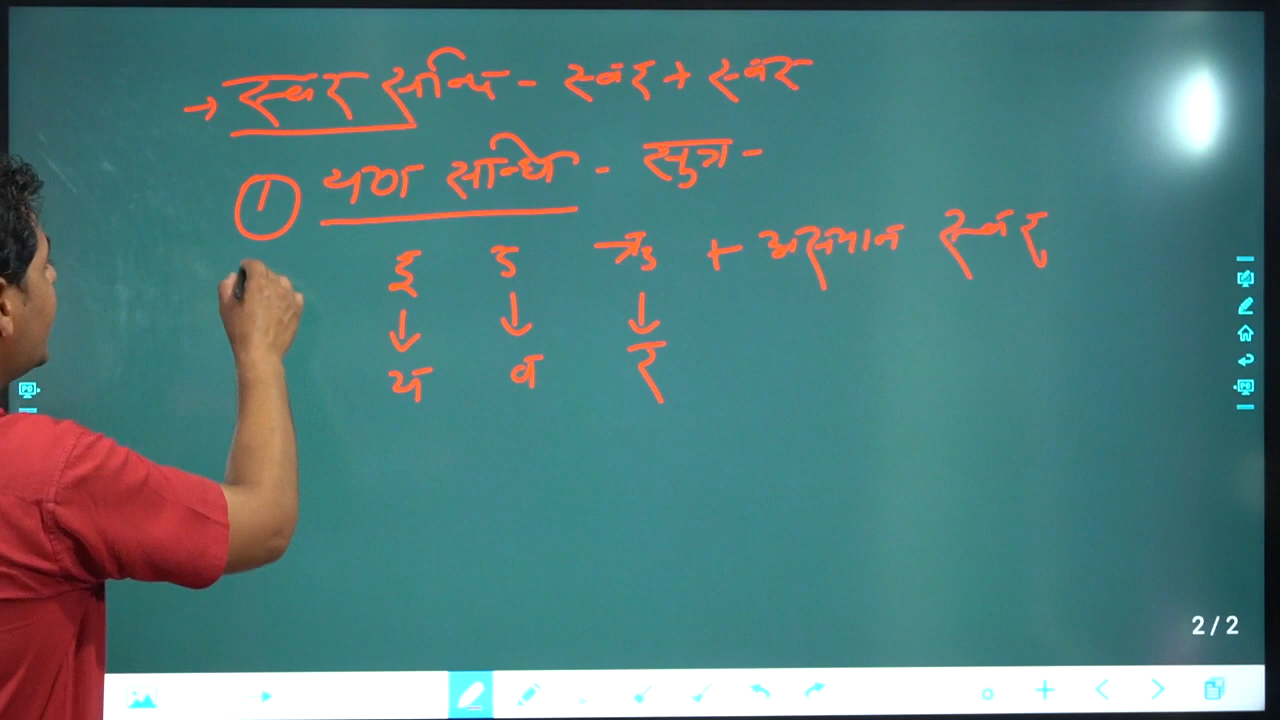 → स्वर सन्धि - स्वर + स्वर
① यण सन्धि - सुत्र -
इ उ ऋ + असमान स्वर
↓ ↓ ↓
य व र
2/2